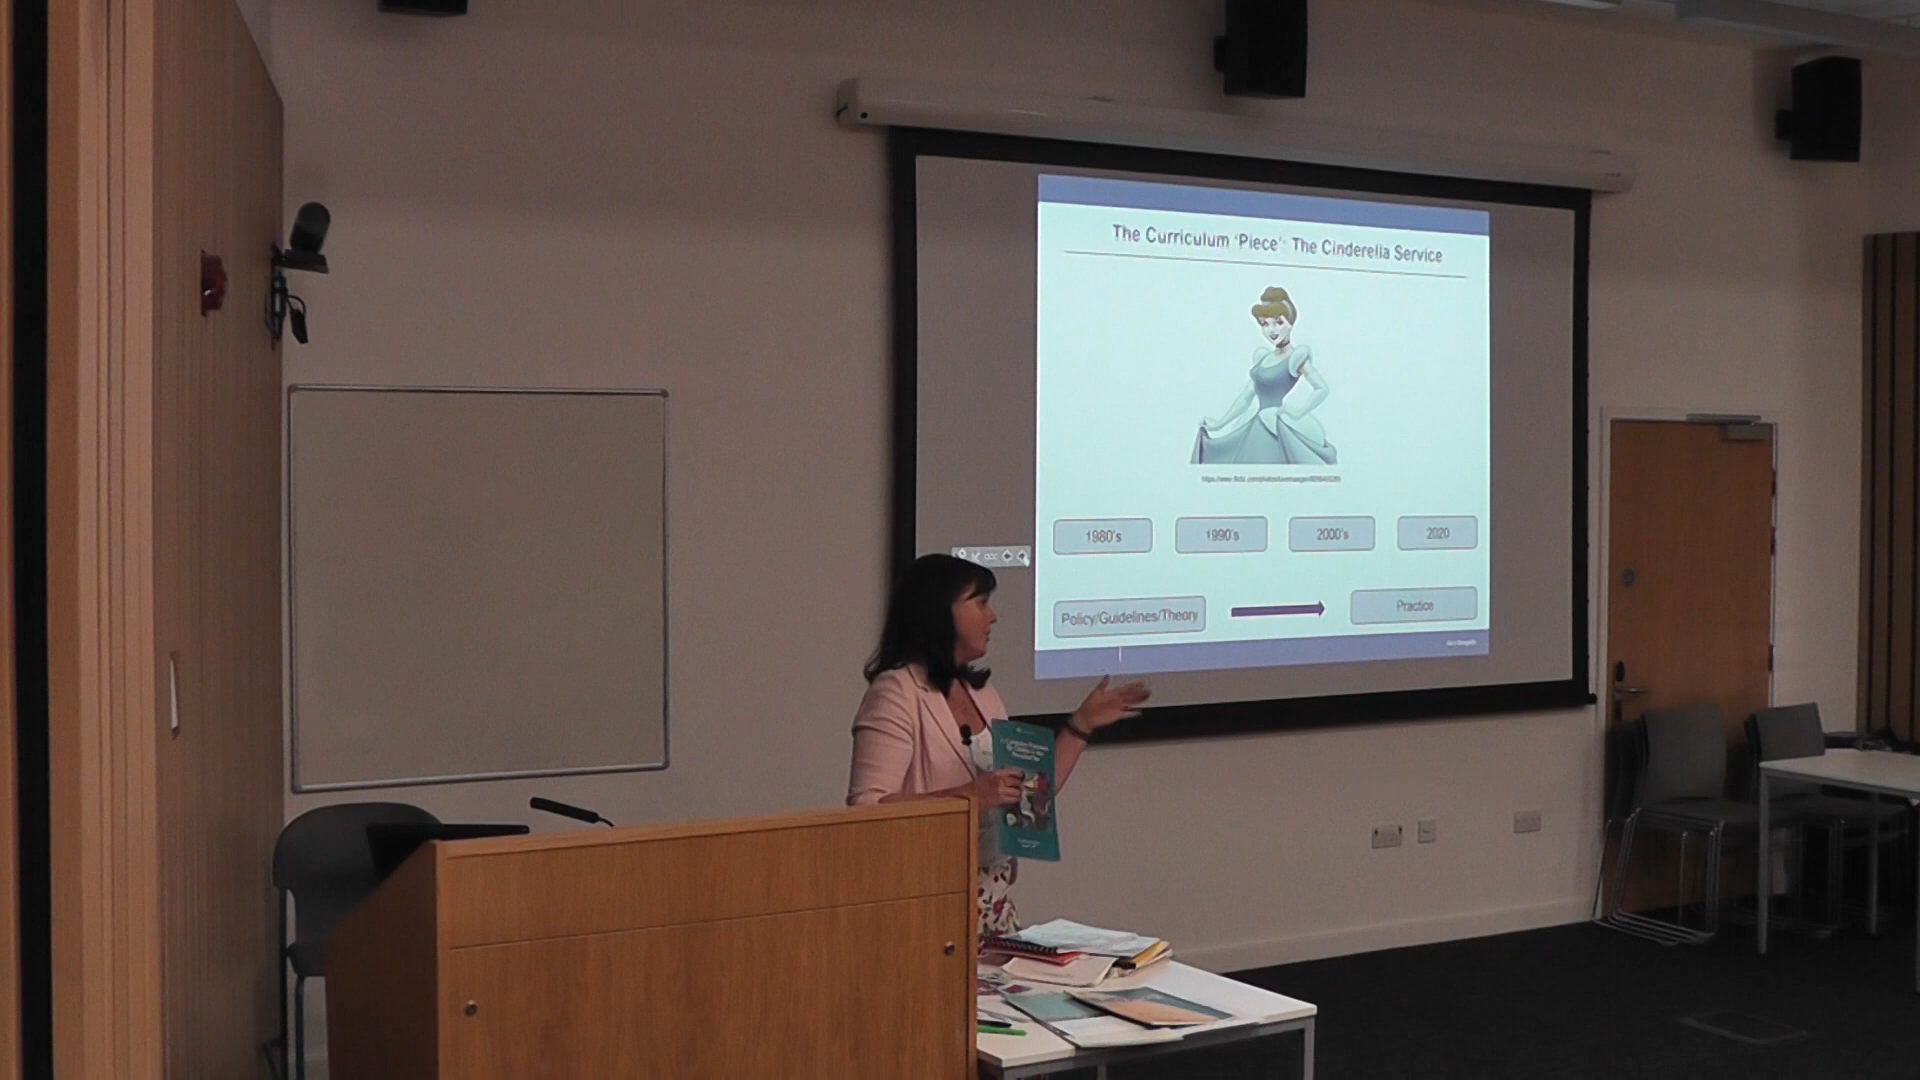 The Curriculum 'Piece': The Cinderella Service
1980's
1990's
2000's
2020
Policy/Guidelines/Theory
Practice